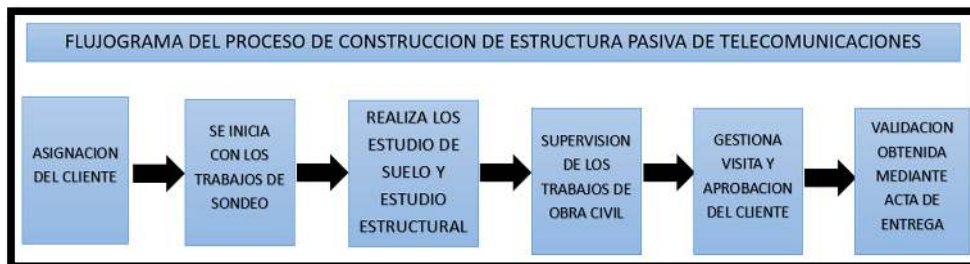 FLUJOGRAMA DEL PROCESO DE CONSTRUCCION DE ESTRUCTURA PASIVA DE TELECOMUNICACIONES
ASIGNACION
DEL CLIENTE
SE INICIA
CON LOS
TRABAJOS DE
SONDEO
REALIZA LOS
ESTUDIO DE
SUELO Y
ESTUDIO
ESTRUCTURAL
SUPERVISION
DE LOS
TRABAJOS DE
OBRA CIVIL
GESTIONA
VISITA Y
APROBACION
DEL CLIENTE
VALIDACION
OBTENIDA
MEDIANTE
ACTA DE
ENTREGA